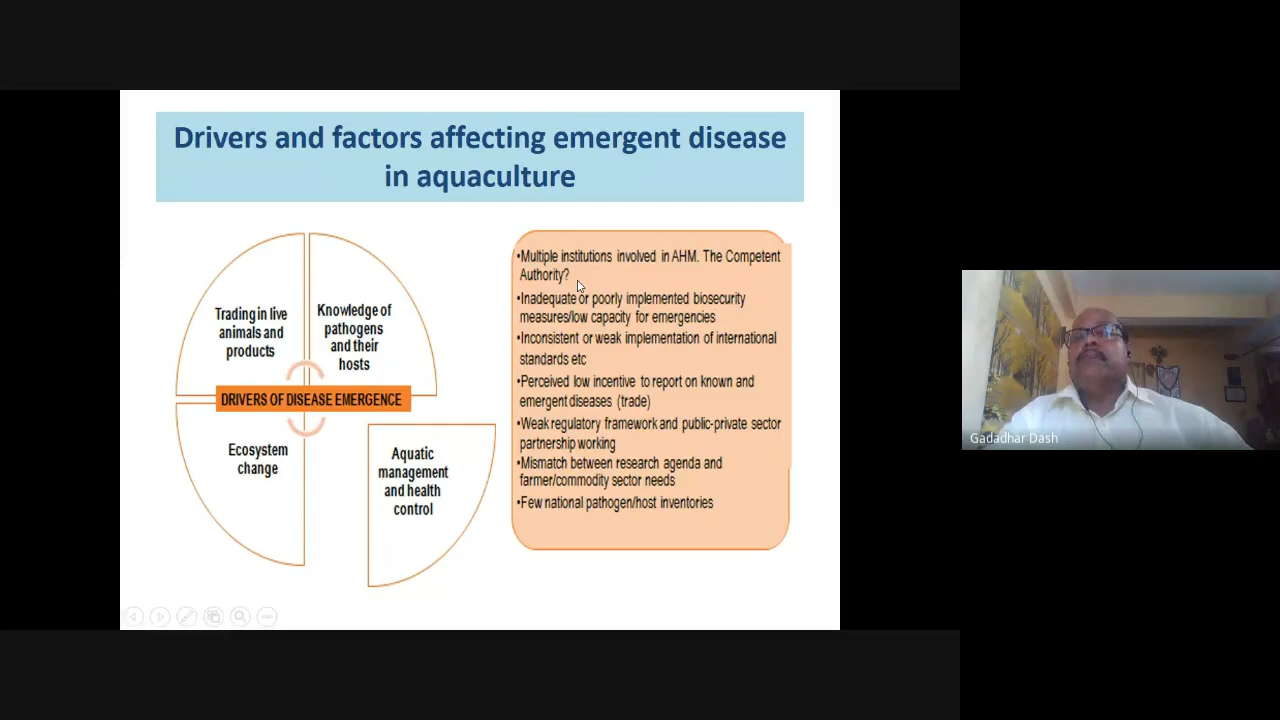 Drivers and factors affecting emergent disease
in aquaculture
Trading in live
animals and
products
Knowledge of
pathogens
and their
hosts
DRIVERS OF DISEASE EMERGENCE
Ecosystem
change
Aquatic
management
and health
control
•Multiple institutions involved in AHM. The Competent
Authority?
•Inadequate or poorly implemented biosecurity
measures/low capacity for emergencies
•Inconsistent or weak implementation of international
standards etc
•Perceived low incentive to report on known and
emergent diseases (trade)
•Weak regulatory framework and public-private sector
partnership working
•Mismatch between research agenda and
farmer/commodity sector needs
•Few national pathogen/host inventories
Gadadhar Dash